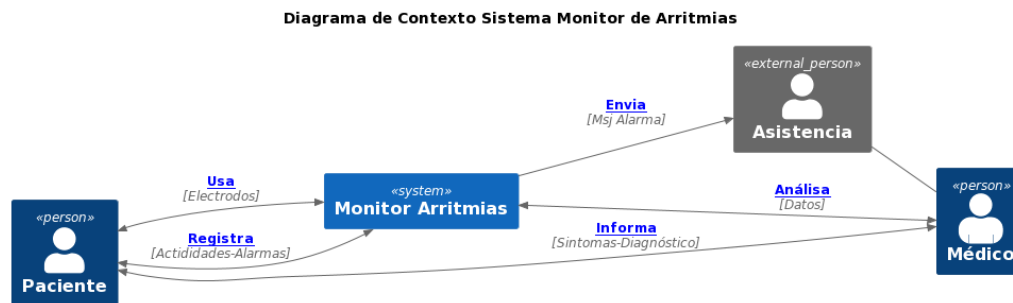 Diagrama de Contexto Sistema Monitor de Arritmias
«external_person»
Asistencia
Envia
[Msj Alarma]
Usa
[Electrodos]
«system»
Monitor Arritmias
Análisa
[Datos]
«person»
Médico
Informa
[Sintomas-Diagnóstico]
Registra
[Actididades-Alarmas]
«person»
Paciente